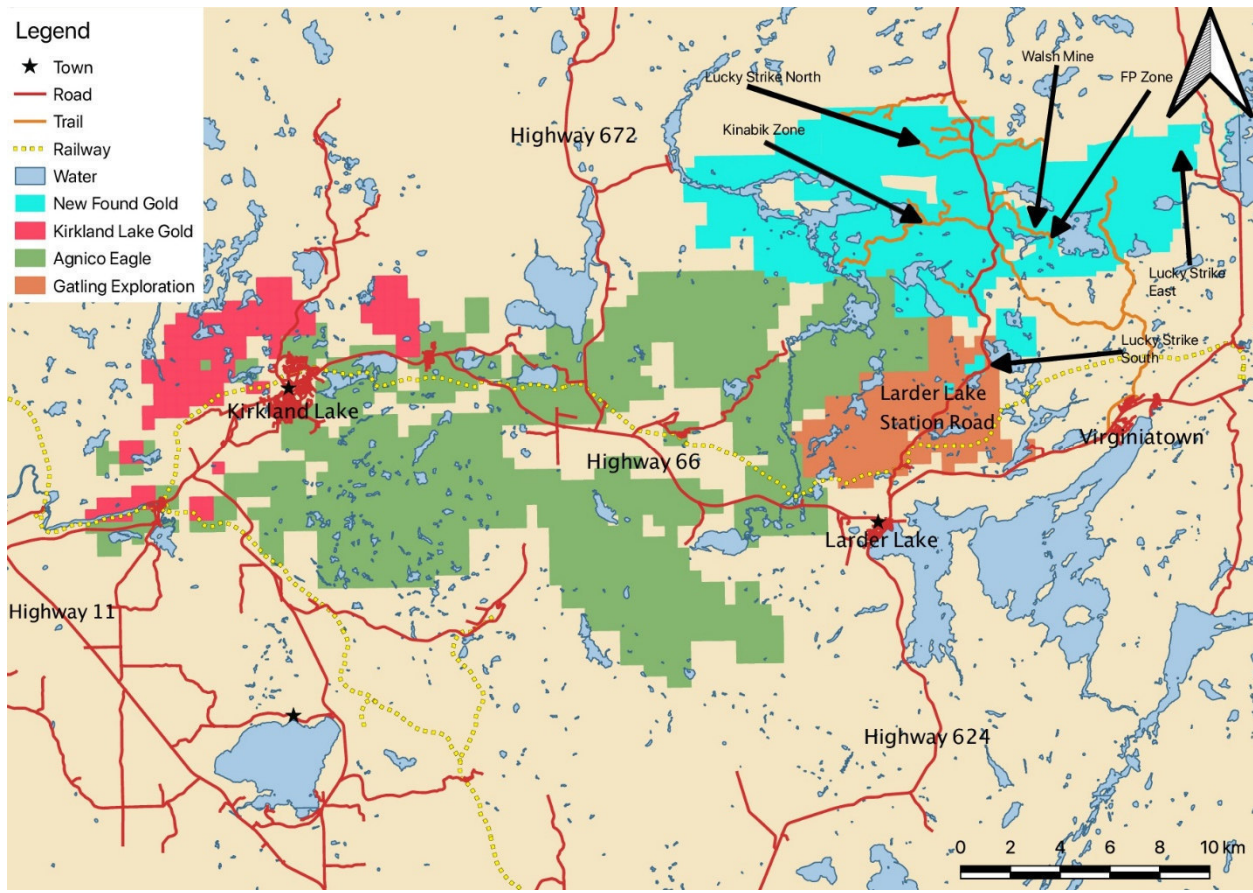 Legend
Town
Road
Trail
Railway
Water
New Found Gold
Kirkland Lake Gold
Agnico Eagle
Gatling Exploration
Walsh Mine
Lucky Strike North
FP Zone
Kinabik Zone
Highway 672
Lucky Strike
East
Lucky Strike
South
Kirkland Lake
Larder Lake
Station Road
Virginiatown
Highway 66
Larder Lake
Highway 11
Highway 624
0 2 4 6 8 10 km